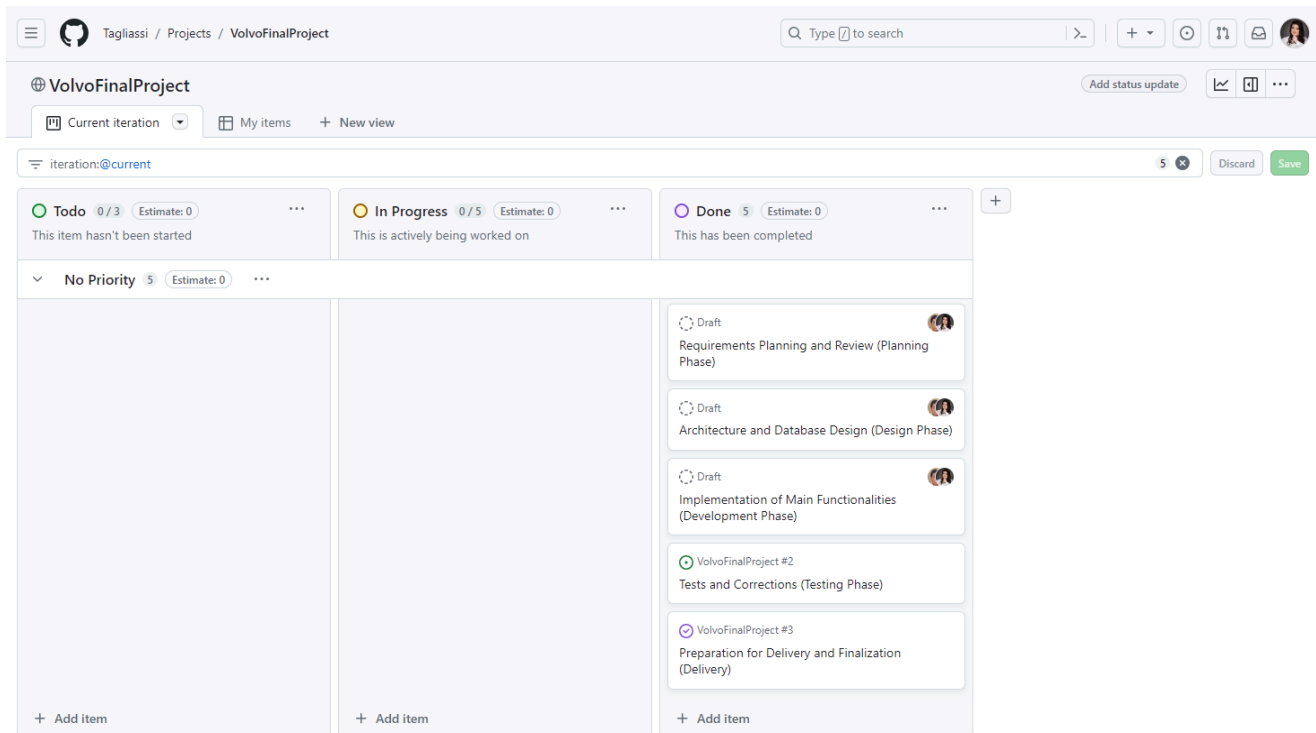 Tagliassi / Projects / VolvoFinalProject
Type / to search
VolvoFinalProject
Add status update
Current iteration
My items
+ New view
iteration:@current
5
Discard
Save
Todo 0 / 3 Estimate: 0
This item hasn't been started
In Progress 0 / 5 Estimate: 0
This is actively being worked on
Done 5 Estimate: 0
This has been completed
No Priority 5 Estimate: 0
Draft
Requirements Planning and Review (Planning
Phase)
Draft
Architecture and Database Design (Design Phase)
Draft
Implementation of Main Functionalities
(Development Phase)
VolvoFinalProject #2
Tests and Corrections (Testing Phase)
VolvoFinalProject #3
Preparation for Delivery and Finalization
(Delivery)
+ Add item
+ Add item
+ Add item